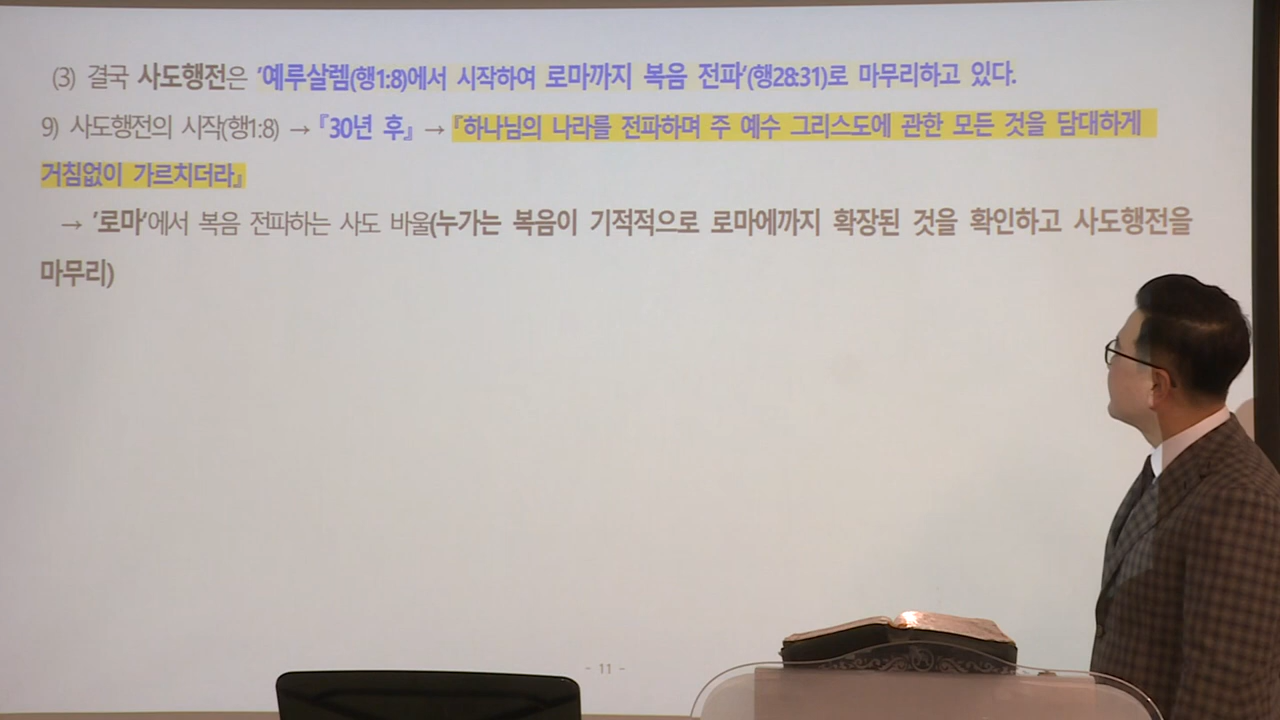 (3) 결국 사도행전은 '예루살렘(행1:8)에서 시작하여 로마까지 복음 전파'(행28:31)로 마무리하고 있다.
9) 사도행전의 시작(행1:8) → 『30년 후』 → 『하나님의 나라를 전파하며 주 예수 그리스도에 관한 모든 것을 담대하게
거침없이 가르치더라』
→ '로마'에서 복음 전파하는 사도 바울(누가는 복음이 기적적으로 로마에까지 확장된 것을 확인하고 사도행전을
마무리)
- 11 -